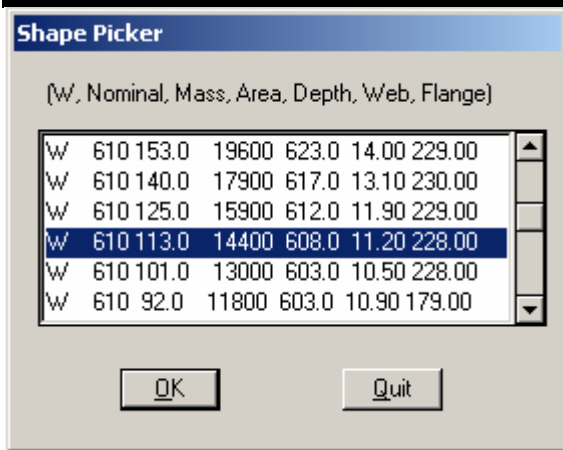 Shape Picker
(W, Nominal, Mass, Area, Depth, Web, Flange)
W 610 153.0 19600 623.0 14.00 229.00
W 610 140.0 17900 617.0 13.10 230.00
W 610 125.0 15900 612.0 11.90 229.00
W 610 113.0 14400 608.0 11.20 228.00
W 610 101.0 13000 603.0 10.50 228.00
W 610 92.0 11800 603.0 10.90 179.00
OK Quit